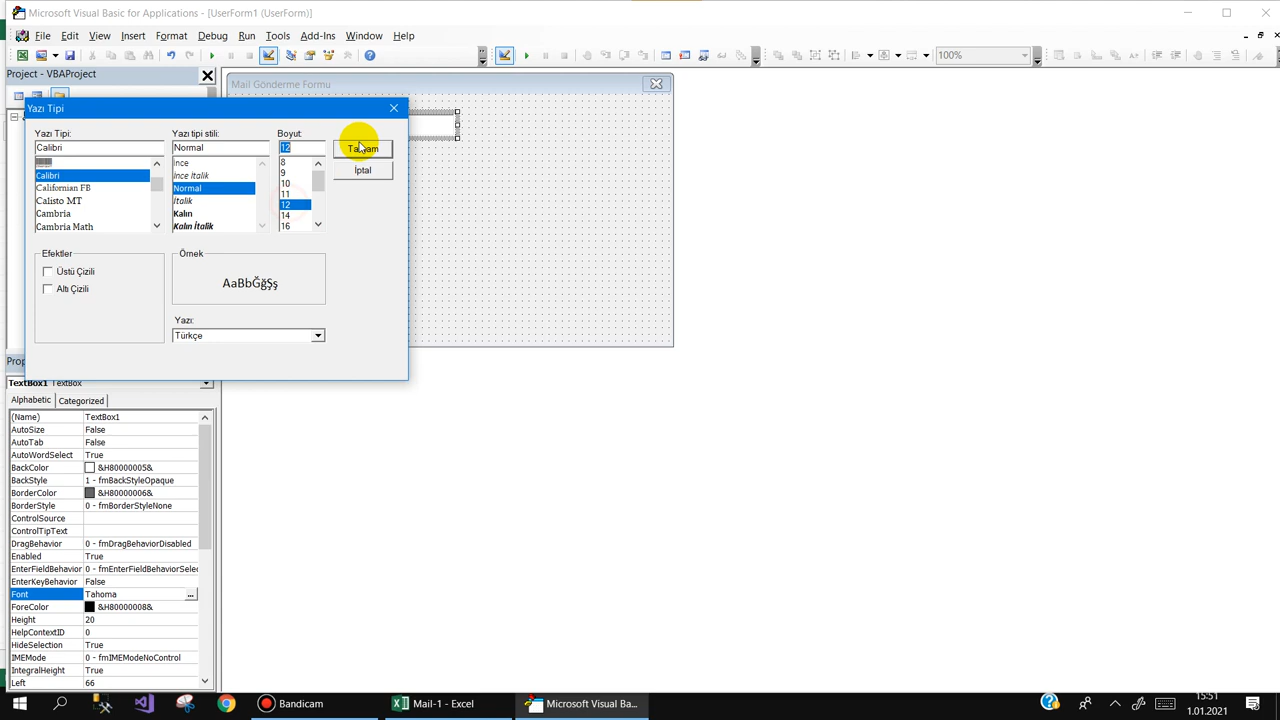 Microsoft Visual Basic for Applications - [UserForm1 (UserForm)]
File Edit View Insert Format Debug Run Tools Add-Ins Window Help
100%
Project - VBAProject
Mail Gönderme Formu
Yazı Tipi
Yazı Tipi: Yazı tipi stili: Boyut:
Calibri Normal 12
İptal
Calibri
Californian FB
Calisto MT
Cambria
Cambria Math
İnce
İnce İtalik
Normal
İtalik
Kalın
Kalın İtalik
8
9
10
11
12
14
16
Efektler
Üstü Çizili
Altı Çizili
Örnek
AaBbĞğŞş
Yazı:
Türkçe
TextBox1 TextBox
Alphabetic Categorized
(Name) TextBox1
AutoSize False
AutoTab False
AutoWordSelect True
BackColor &H80000005&
BackStyle 1 - fmBackStyleOpaque
BorderColor &H80000006&
BorderStyle 0 - fmBorderStyleNone
ControlSource
ControlTipText
DragBehavior 0 - fmDragBehaviorDisabled
Enabled True
EnterFieldBehavior 0 - fmEnterFieldBehaviorSelec
EnterKeyBehavior False
Font Tahoma ...
ForeColor &H80000008&
Height 20
HelpContextID 0
HideSelection True
IMEMode 0 - fmIMEModeNoControl
IntegralHeight True
Left 66
Bandicam
Mail-1 - Excel
Microsoft Visual Ba...
15:51
1.01.2021